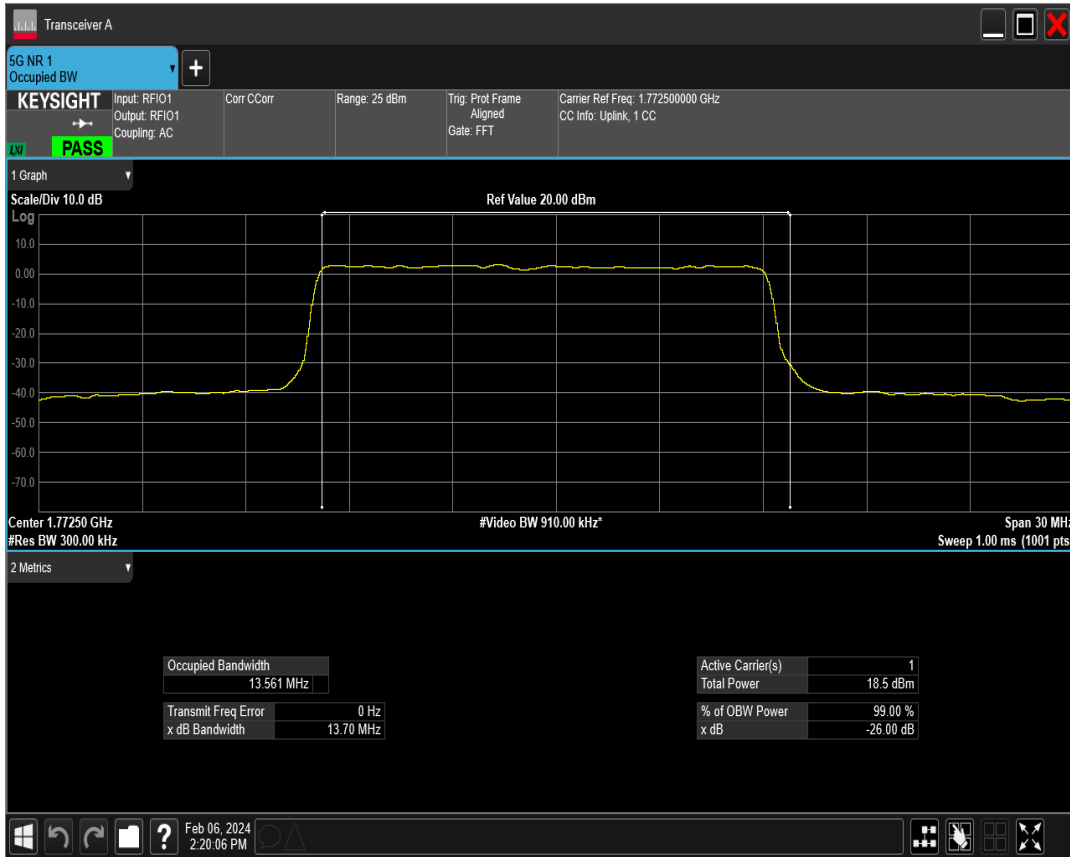 Transceiver A
5G NR 1
Occupied BW
+
KEYSIGHT
LXI
PASS
Input: RFIO1
Output: RFIO1
Coupling: AC
Corr CCorr
Range: 25 dBm
Trig: Prot Frame
Aligned
Gate: FFT
Carrier Ref Freq: 1.772500000 GHz
CC Info: Uplink, 1 CC
1 Graph
Scale/Div 10.0 dB
Ref Value 20.00 dBm
Log
10.0
0.00
-10.0
-20.0
-30.0
-40.0
-50.0
-60.0
-70.0
Center 1.77250 GHz
#Video BW 910.00 kHz*
Span 30 MHz
#Res BW 300.00 kHz
Sweep 1.00 ms (1001 pts
2 Metrics
Occupied Bandwidth
13.561 MHz
Transmit Freq Error 0 Hz
x dB Bandwidth 13.70 MHz
Active Carrier(s) 1
Total Power 18.5 dBm
% of OBW Power 99.00 %
x dB -26.00 dB
?
Feb 06, 2024
2:20:06 PM